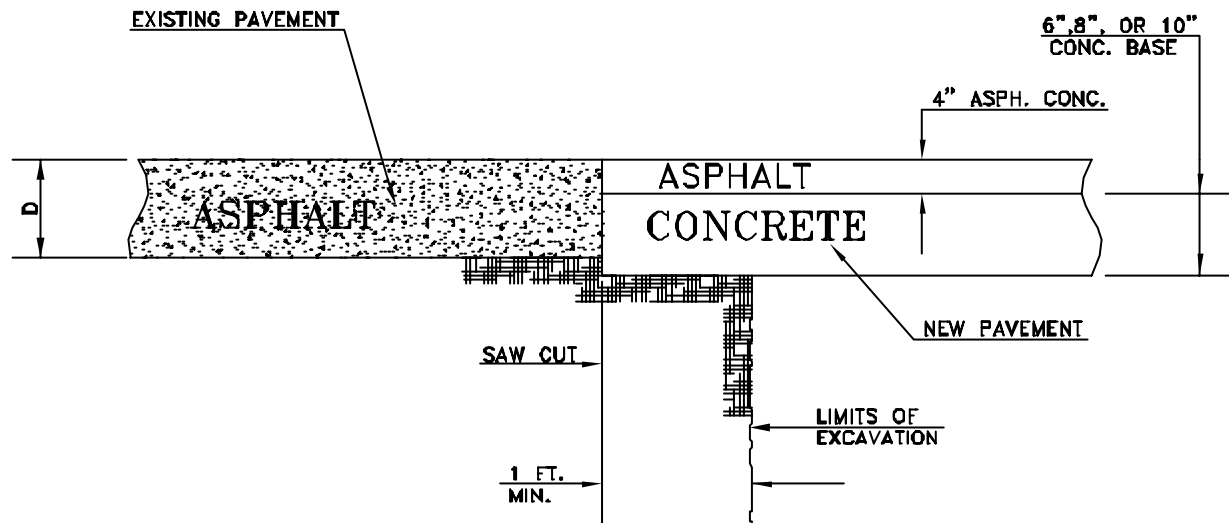 EXISTING PAVEMENT
6",8", OR 10"
CONC. BASE
4" ASPH. CONC.
D
ASPHALT
ASPHALT
CONCRETE
NEW PAVEMENT
SAW CUT
LIMITS OF
EXCAVATION
1 FT.
MIN.